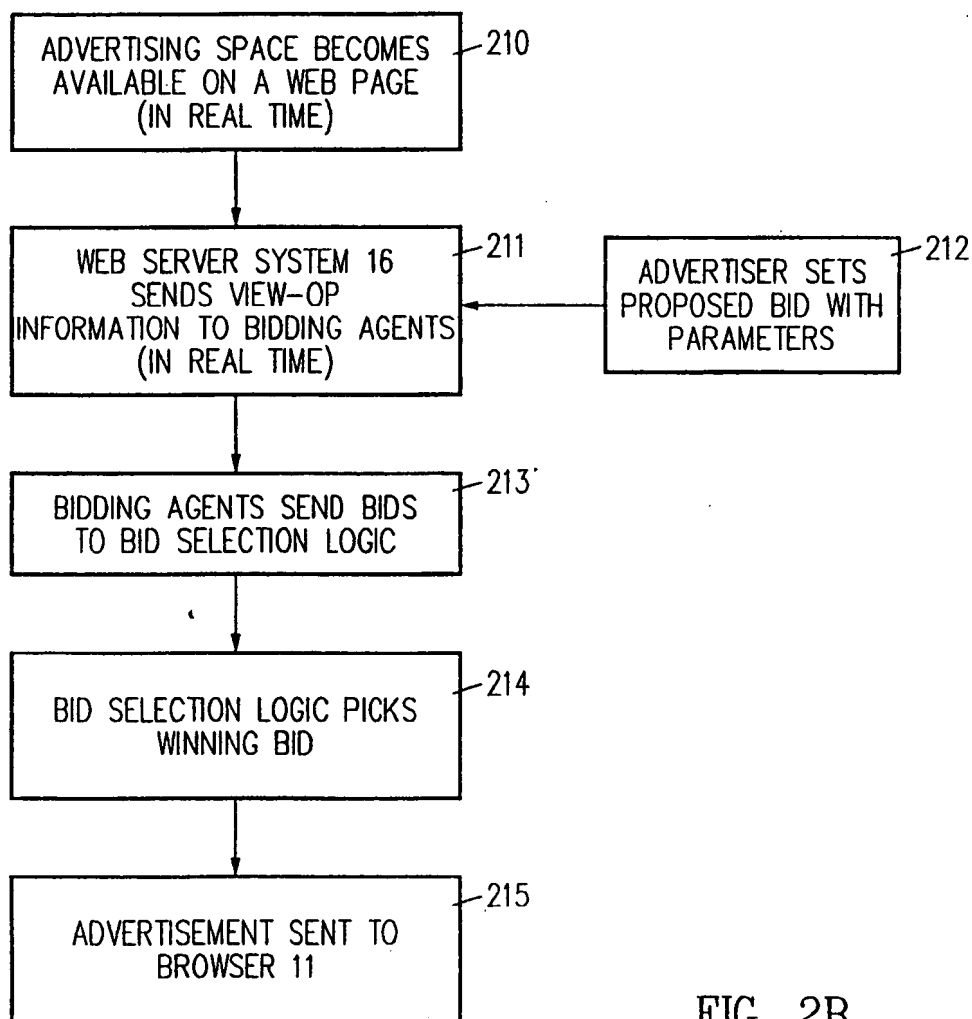 ADVERTISING SPACE BECOMES
AVAILABLE ON A WEB PAGE
(IN REAL TIME)
210
WEB SERVER SYSTEM 16
SENDS VIEW-OP
INFORMATION TO BIDDING AGENTS
(IN REAL TIME)
211
ADVERTISER SETS
PROPOSED BID WITH
PARAMETERS
212
BIDDING AGENTS SEND BIDS
TO BID SELECTION LOGIC
213
BID SELECTION LOGIC PICKS
WINNING BID
214
ADVERTISEMENT SENT TO
BROWSER 11
215
FIG. 2B